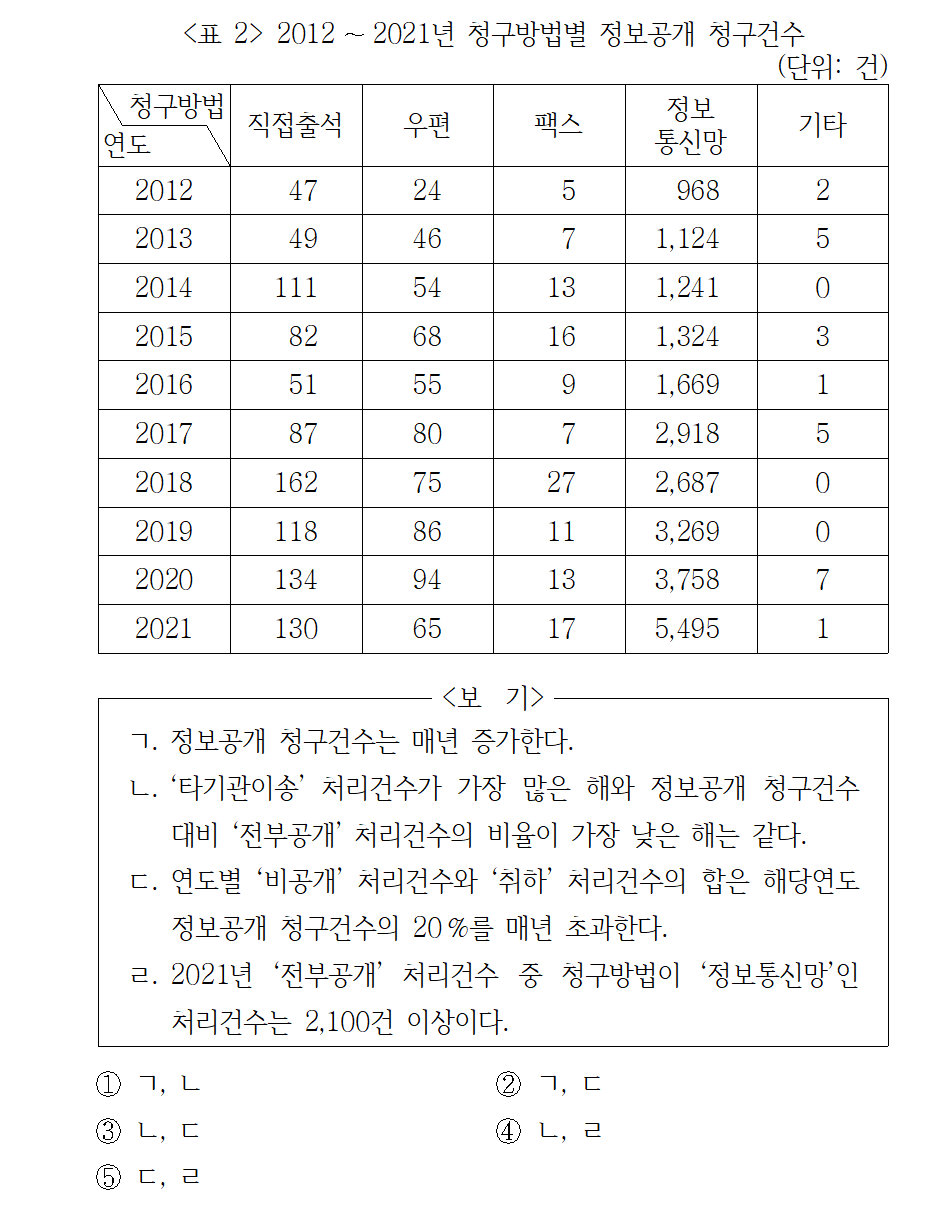 <표 2> 2012～2021년 청구방법별 정보공개 청구건수
(단위: 건)
청구방법 연도 직접출석 우편 팩스 정보통신망 기타
2012 47 24 5 968 2
2013 49 46 7 1,124 5
2014 111 54 13 1,241 0
2015 82 68 16 1,324 3
2016 51 55 9 1,669 1
2017 87 80 7 2,918 5
2018 162 75 27 2,687 0
2019 118 86 11 3,269 0
2020 134 94 13 3,758 7
2021 130 65 17 5,495 1
<보 기>
ㄱ. 정보공개 청구건수는 매년 증가한다.
ㄴ. ‘타기관이송’ 처리건수가 가장 많은 해와 정보공개 청구건수
대비 ‘전부공개’ 처리건수의 비율이 가장 낮은 해는 같다.
ㄷ. 연도별 ‘비공개’ 처리건수와 ‘취하’ 처리건수의 합은 해당연도
정보공개 청구건수의 20%를 매년 초과한다.
ㄹ. 2021년 ‘전부공개’ 처리건수 중 청구방법이 ‘정보통신망’인
처리건수는 2,100건 이상이다.
① ㄱ, ㄴ ② ㄱ, ㄷ
③ ㄴ, ㄷ ④ ㄴ, ㄹ
⑤ ㄷ, ㄹ